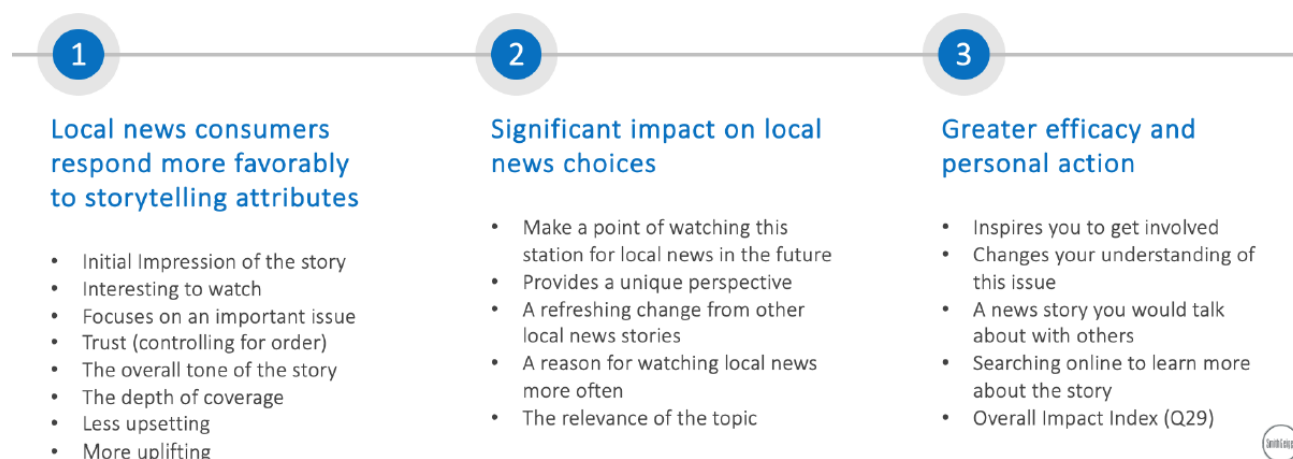 1
Local news consumers
respond more favorably
to storytelling attributes
• Initial Impression of the story
• Interesting to watch
• Focuses on an important issue
• Trust (controlling for order)
• The overall tone of the story
• The depth of coverage
• Less upsetting
• More uplifting
2
Significant impact on local
news choices
• Make a point of watching this
station for local news in the future
• Provides a unique perspective
• A refreshing change from other
local news stories
• A reason for watching local news
more often
• The relevance of the topic
3
Greater efficacy and
personal action
• Inspires you to get involved
• Changes your understanding of
this issue
• A news story you would talk
about with others
• Searching online to learn more
about the story
• Overall Impact Index (Q29)